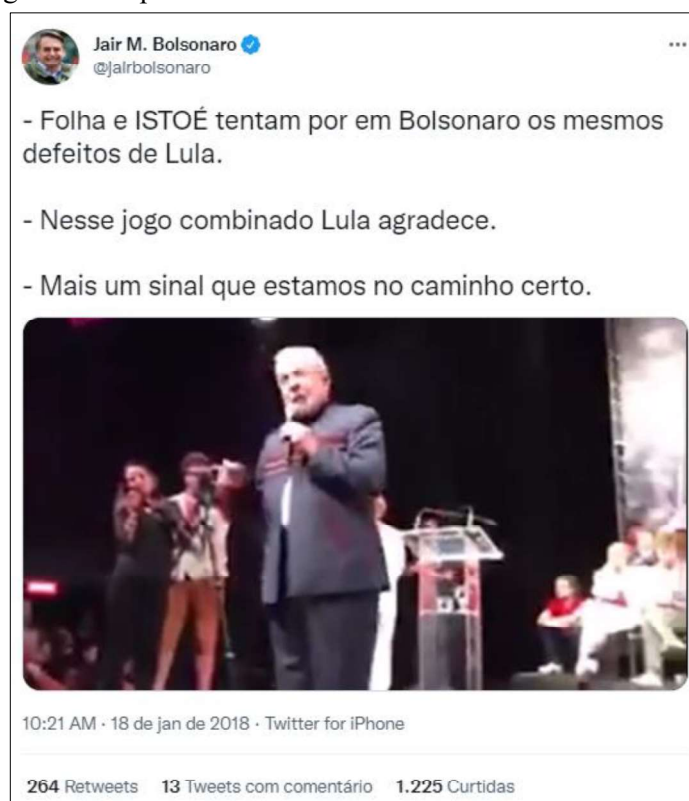 Jair M. Bolsonaro
@jairbolsonaro
- Folha e ISTOÉ tentam por em Bolsonaro os mesmos
defeitos de Lula.
- Nesse jogo combinado Lula agradece.
- Mais um sinal que estamos no caminho certo.
10:21 AM · 18 de jan de 2018 · Twitter for iPhone
264 Retweets 13 Tweets com comentário 1.225 Curtidas